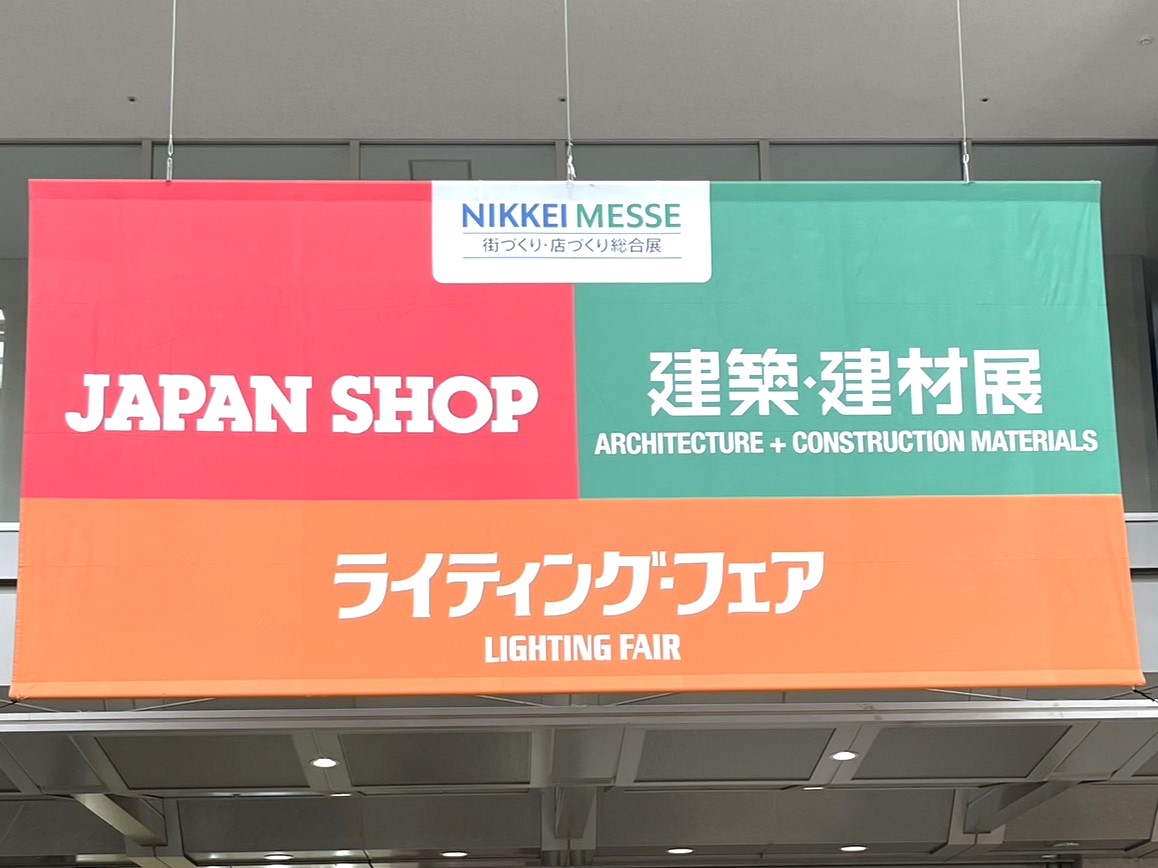 NIKKEI MESSE
街づくり・店づくり総合展
JAPAN SHOP
建築・建材展
ARCHITECTURE + CONSTRUCTION MATERIALS
ライティング・フェア
LIGHTING FAIR